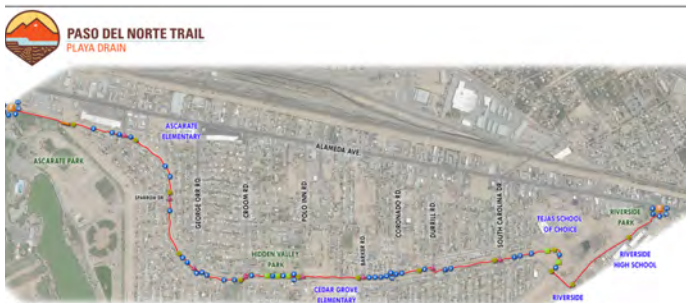 PASO DEL NORTE TRAIL
PLAYA DRAIN
ASCARATE
ELEMENTARY
ALAMEDA AVE
ASCARATE PARK
SPARROW DR
GEORGE ORR RD.
CROOM RD.
POLO INN RD.
BARKER RD.
CORONADO RD.
DURRILL RD.
SOUTH CAROLINA DR
TEJAS SCHOOL
OF CHOICE
RIVERSIDE
PARK
RIVERSIDE
HIGH SCHOOL
HIDDEN VALLEY
PARK
CEDAR GROVE
ELEMENTARY
RIVERSIDE